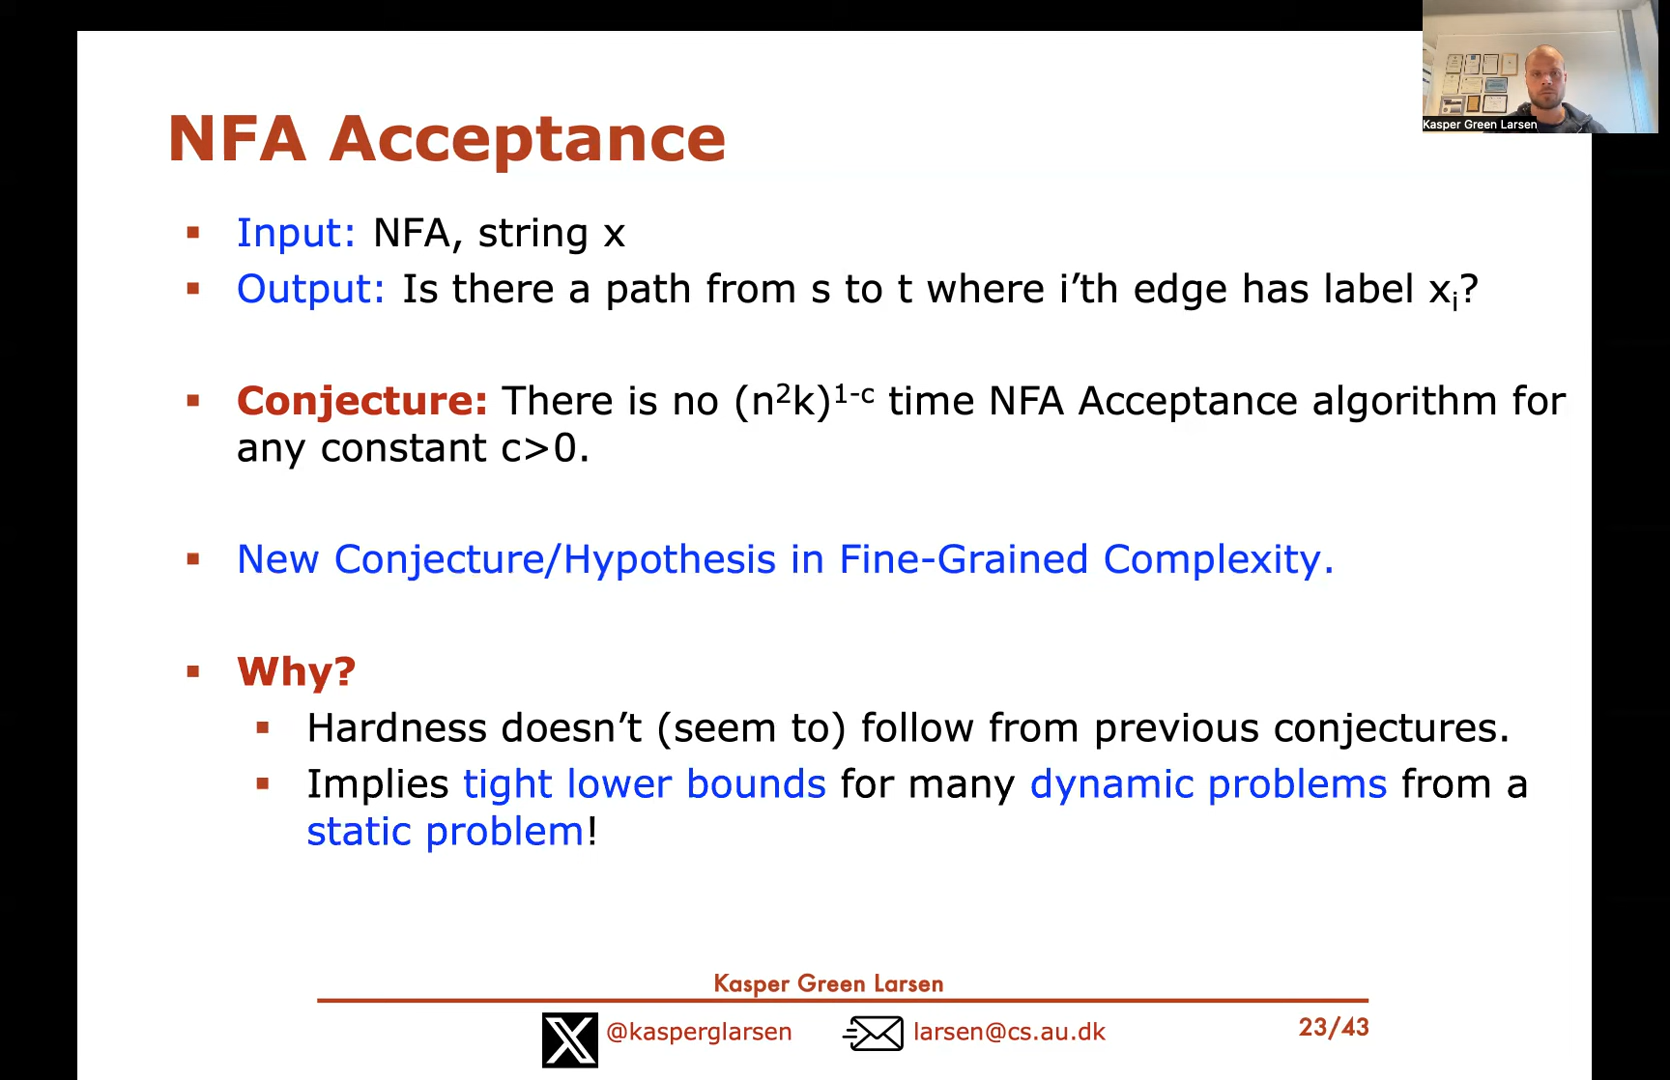 Kasper Green Larsen
NFA Acceptance
▪ Input: NFA, string x
▪ Output: Is there a path from s to t where i’th edge has label xᵢ?
▪ Conjecture: There is no (n²k)¹⁻ᶜ time NFA Acceptance algorithm for
any constant c>0.
▪ New Conjecture/Hypothesis in Fine-Grained Complexity.
▪ Why?
▪ Hardness doesn’t (seem to) follow from previous conjectures.
▪ Implies tight lower bounds for many dynamic problems from a
static problem!
Kasper Green Larsen
@kasperglarsen larsen@cs.au.dk 23/43